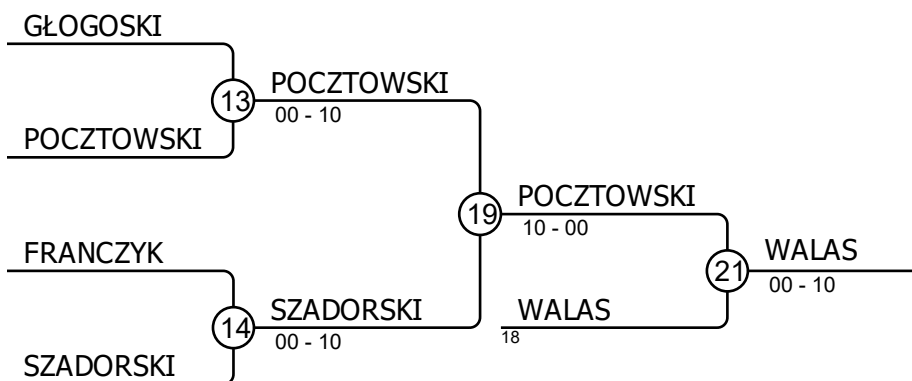 GŁOGOSKI
13
POCZTOWSKI
00 - 10
POCZTOWSKI
19
POCZTOWSKI
10 - 00
FRANCZYK
14
SZADORSKI
00 - 10
SZADORSKI
21
WALAS
00 - 10
WALAS
18